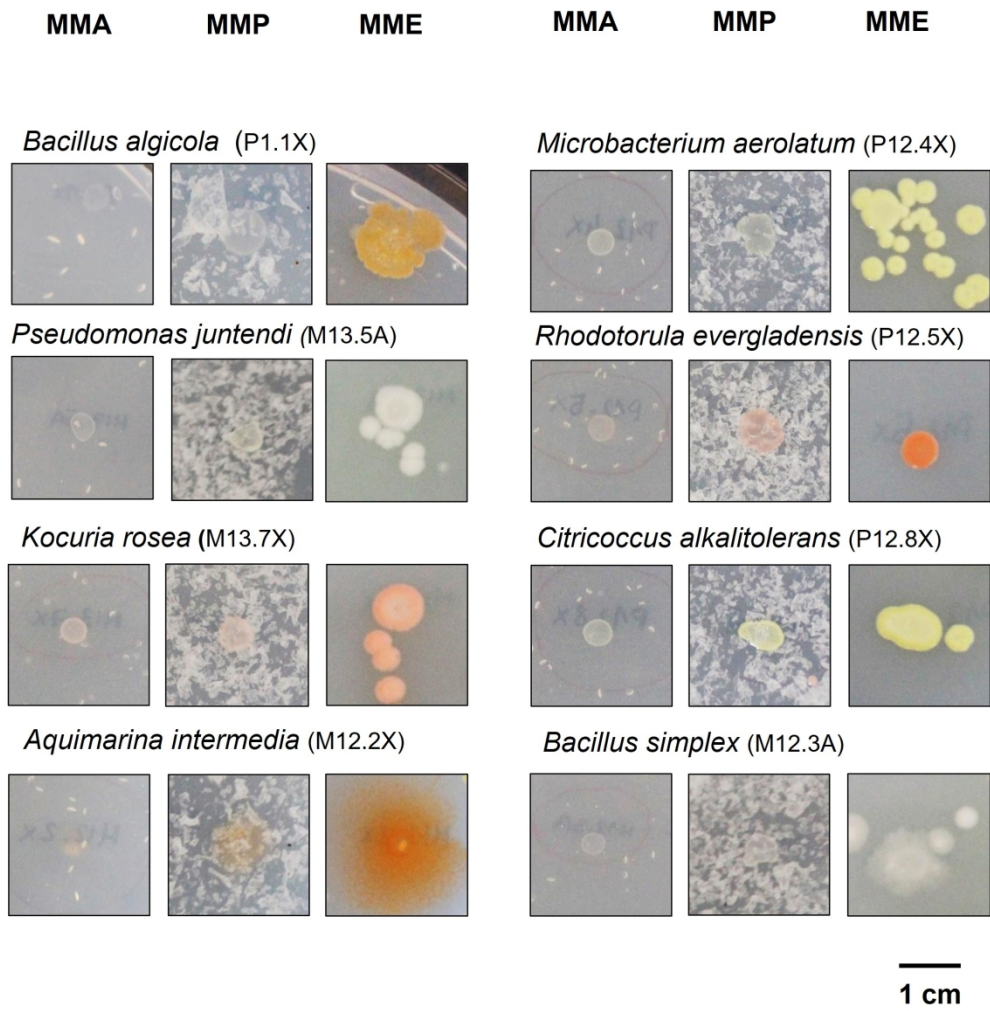 MMA MMP MME MMA MMP MME
Bacillus algicola (P1.1X) Microbacterium aerolatum (P12.4X)
Pseudomonas juntendi (M13.5A) Rhodotorula evergladensis (P12.5X)
Kocuria rosea (M13.7X) Citricoccus alkalitolerans (P12.8X)
Aquimarina intermedia (M12.2X) Bacillus simplex (M12.3A)
1 cm